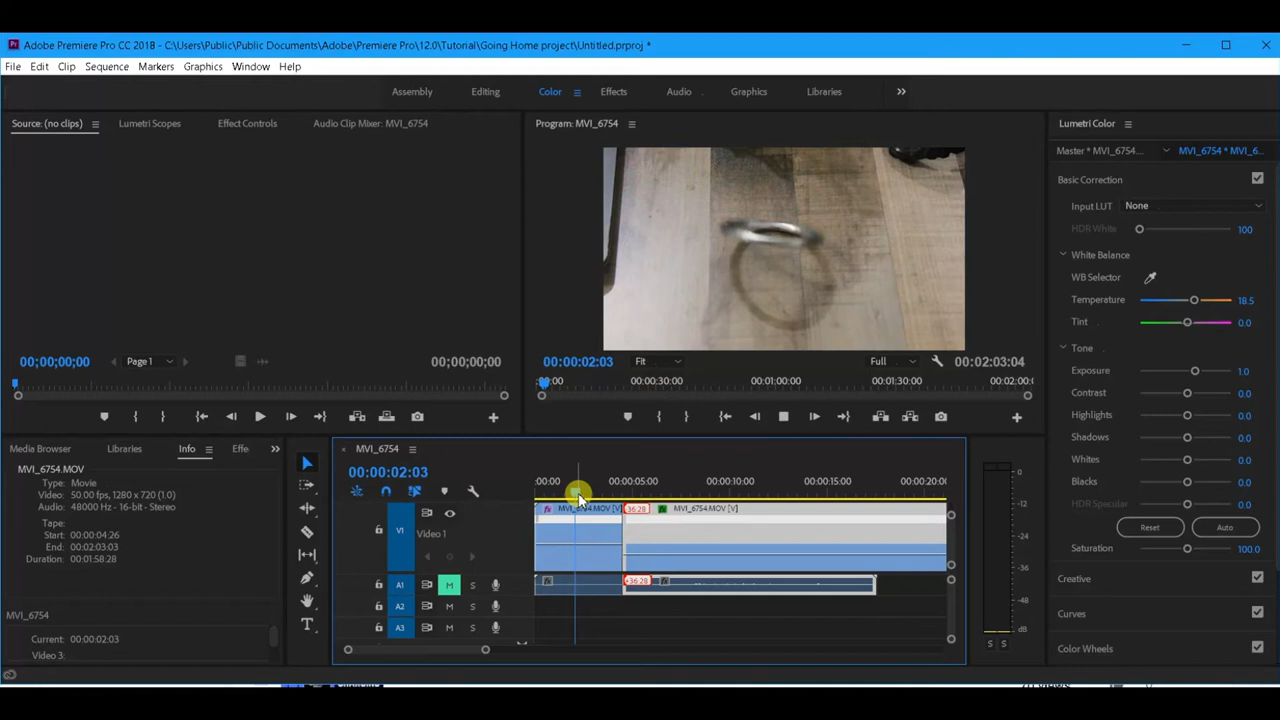 Adobe Premiere Pro CC 2018 - C:\Users\Public\Public Documents\Adobe\Premiere Pro\12.0\Tutorial\Going Home project\Untitled.prproj *
File Edit Clip Sequence Markers Graphics Window Help
Assembly Editing Color Effects Audio Graphics Libraries
Source: (no clips) Lumetri Scopes Effect Controls Audio Clip Mixer: MVI_6754
Program: MVI_6754
Lumetri Color
Master * MVI_6754... MVI_6754 * MVI_6...
Basic Correction
Input LUT None
HDR White 100
White Balance
WB Selector
Temperature 18.5
Tint 0.0
Tone
Exposure 1.0
Contrast 0.0
Highlights 0.0
Shadows 0.0
Whites 0.0
Blacks 0.0
HDR Specular 0.0
Reset Auto
Saturation 100.0
Creative
Curves
Color Wheels
00;00;00;00 Page 1 00;00;00;00
00:00:02:03 Fit Full 00:02:03:04
:00:00 00:00:30:00 00:01:00:00 00:01:30:00 00:02:00:
Media Browser Libraries Info Effe
MVI_6754.MOV
Type: Movie
Video: 50.00 fps, 1280 x 720 (1.0)
Audio: 48000 Hz - 16-bit - Stereo
Tape:
Start: 00:00:04:26
End: 00:02:03:03
Duration: 00:01:58:28
MVI_6754
Current: 00:00:02:03
Video 3:
MVI_6754
00:00:02:03
:00:00 00:00:05:00 00:00:10:00 00:00:15:00 00:00:20:0
fx MVI_6754.MOV [V] 36:28 fx MVI_6754.MOV [V]
V1 Video 1
A1 M S fx +36:28 fx
A2 M S
A3 M S
0
-12
-24
-36
-48
dB
S S